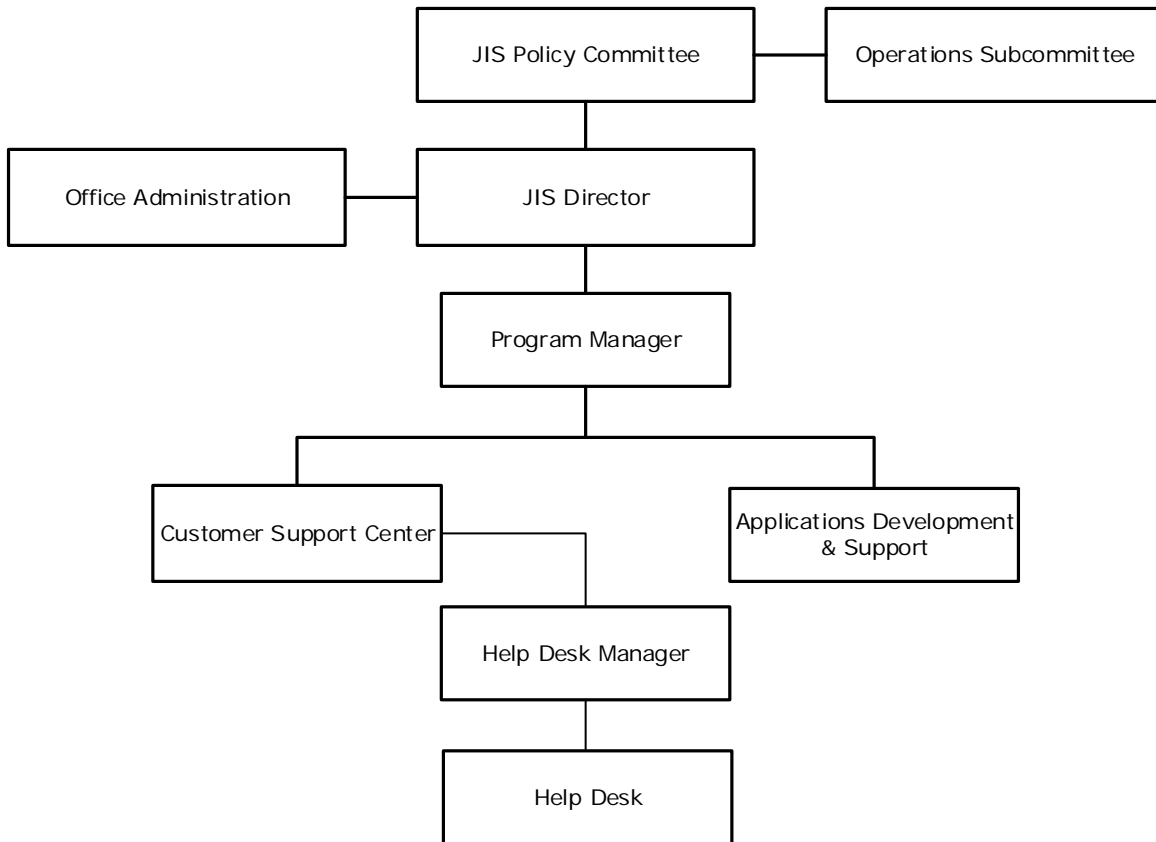 JIS Policy Committee
Operations Subcommittee
Office Administration
JIS Director
Program Manager
Customer Support Center
Applications Development
& Support
Help Desk Manager
Help Desk